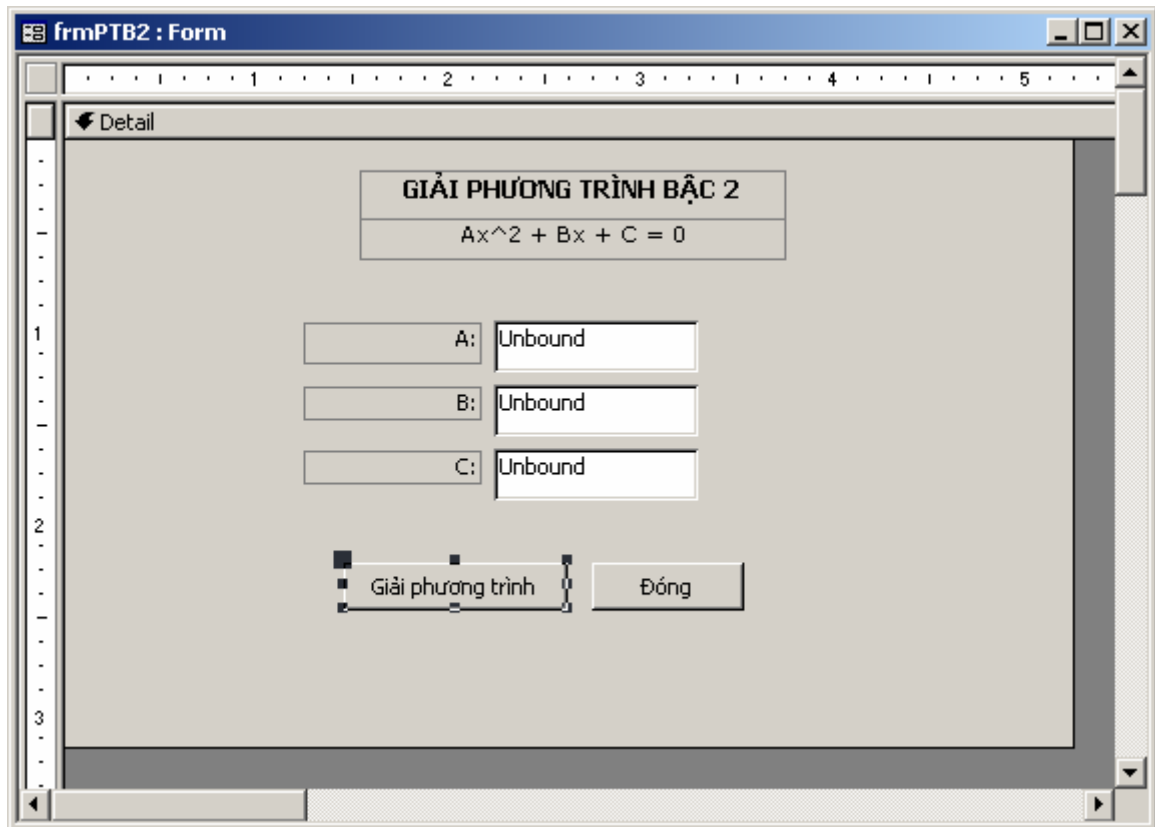 frmPTB2 : Form
1 2 3 4 5
Detail
GIẢI PHƯƠNG TRÌNH BẬC 2
Ax^2 + Bx + C = 0
1
A: Unbound
B: Unbound
C: Unbound
2
Giải phương trình Đóng
3